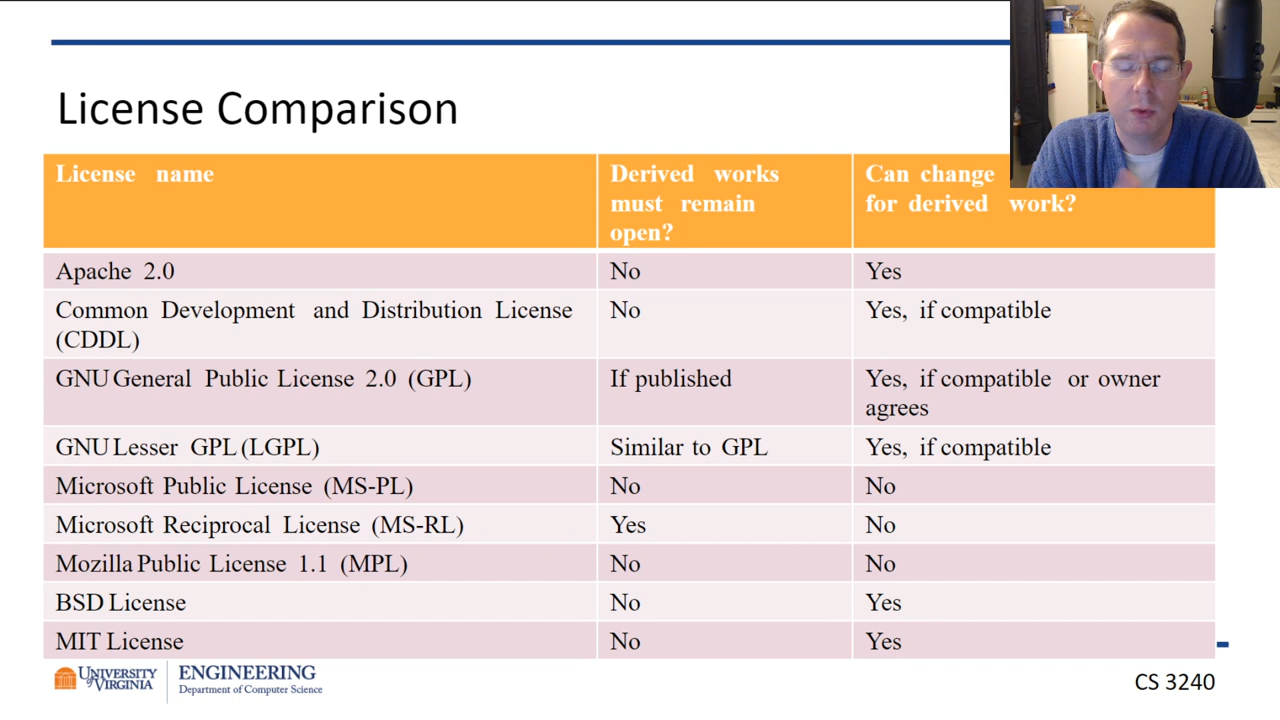 License Comparison
License name
Derived works
must remain
open?
Can change
for derived work?
Apache 2.0
No
Yes
Common Development and Distribution License
(CDDL)
No
Yes, if compatible
GNU General Public License 2.0 (GPL)
If published
Yes, if compatible or owner
agrees
GNU Lesser GPL (LGPL)
Similar to GPL
Yes, if compatible
Microsoft Public License (MS-PL)
No
No
Microsoft Reciprocal License (MS-RL)
Yes
No
Mozilla Public License 1.1 (MPL)
No
No
BSD License
No
Yes
MIT License
No
Yes
UNIVERSITY
of VIRGINIA
ENGINEERING
Department of Computer Science
CS 3240